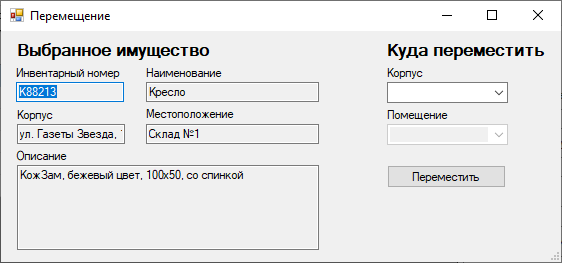 Перемещение
Выбранное имущество
Инвентарный номер Наименование
К88213 Кресло
Корпус Местоположение
ул. Газеты Звезда, Склад №1
Описание
КожЗам, бежевый цвет, 100х50, со спинкой
Куда переместить
Корпус
Помещение
Переместить